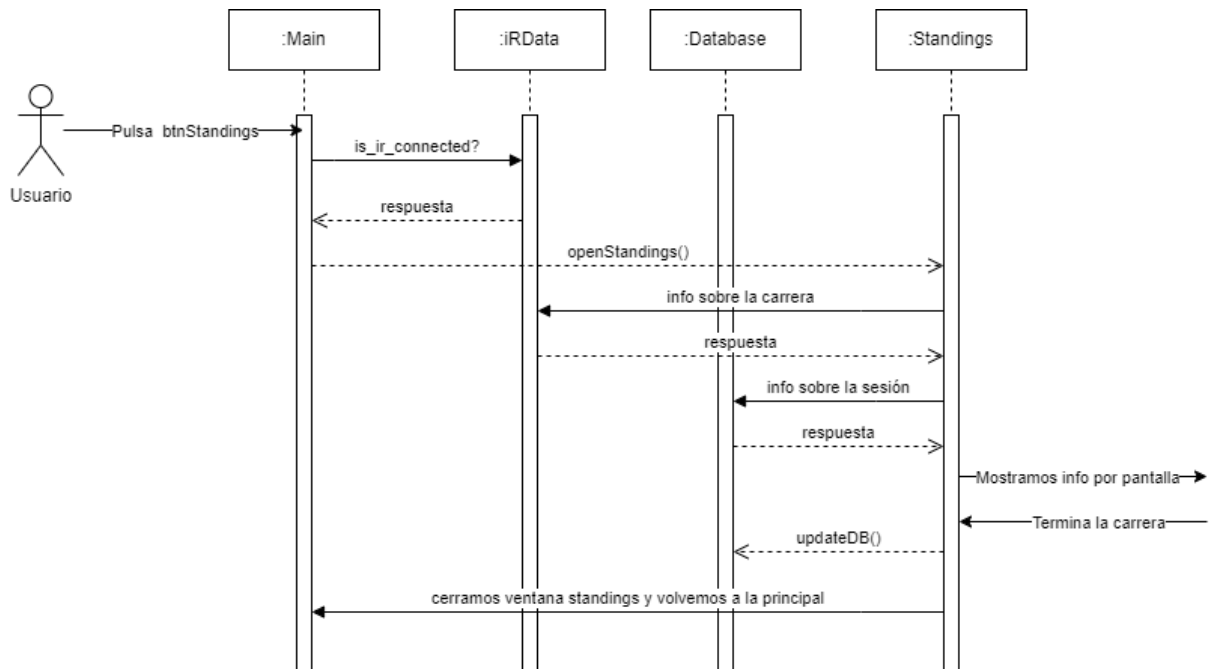 :Main
:iRData
:Database
:Standings
Pulsa btnStandings
Usuario
is_ir_connected?
respuesta
openStandings()
info sobre la carrera
respuesta
info sobre la sesión
respuesta
Mostramos info por pantalla
Termina la carrera
updateDB()
cerramos ventana standings y volvemos a la principal